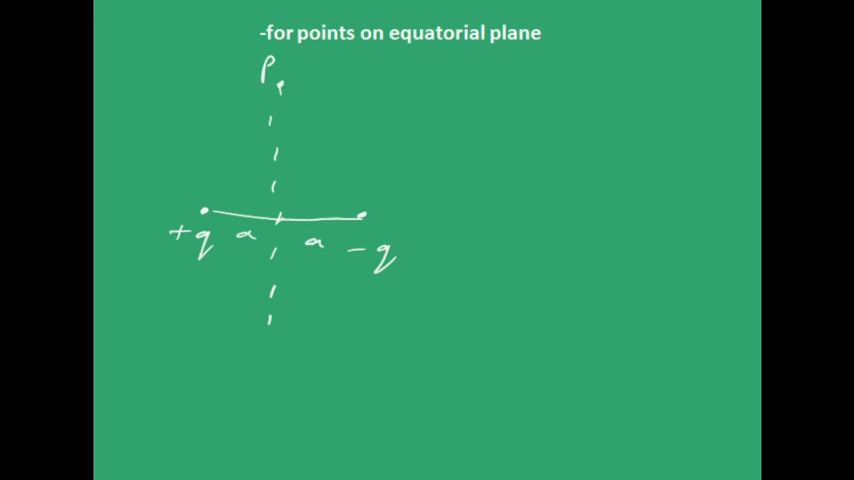 -for points on equatorial plane
P
+q a a -q